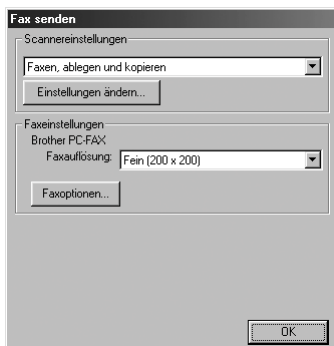 Fax senden
Scannereinstellungen
Faxen, ablegen und kopieren
Einstellungen ändern...
Faxeinstellungen
Brother PC-FAX
Faxauflösung: Fein (200 x 200)
Faxoptionen...
OK